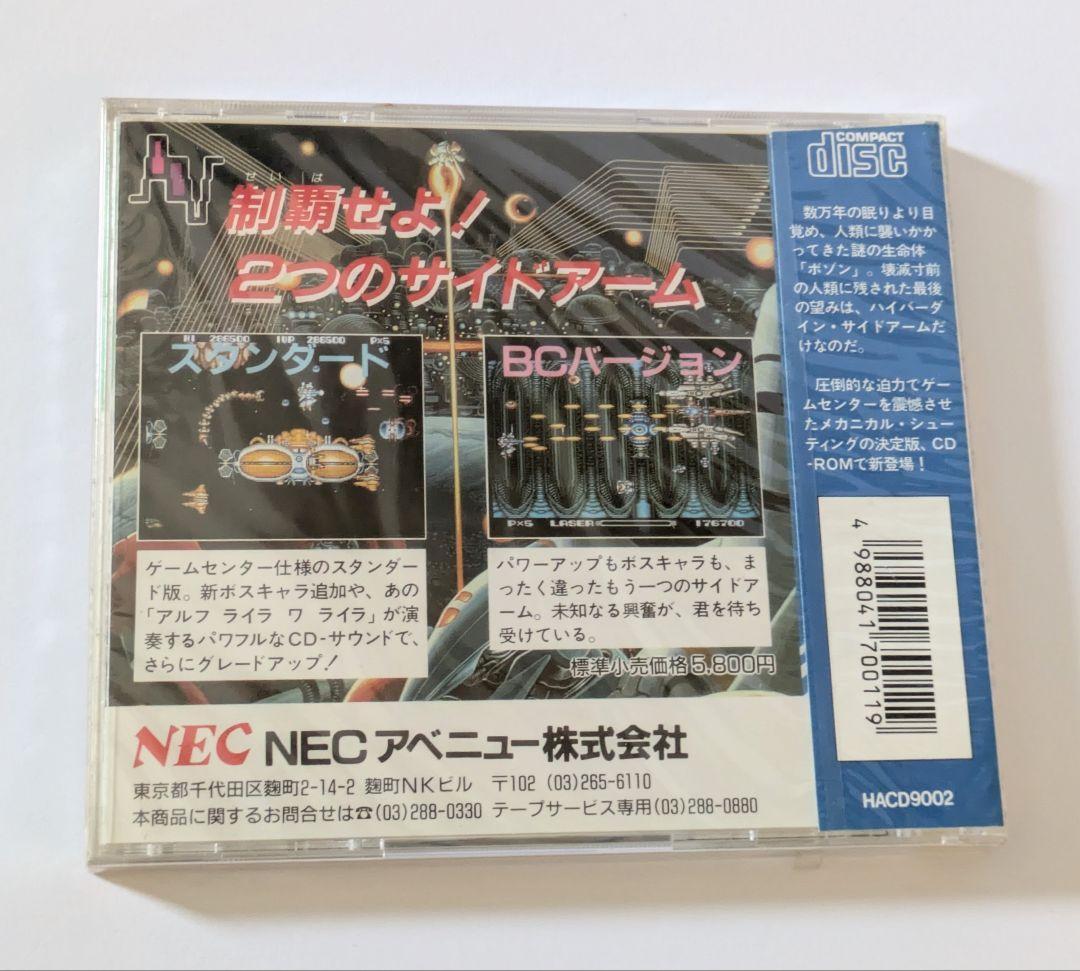 せいは
制覇せよ!
2つのサイドアーム
HI 286500 1UP 286500 P×5
スタンダード
BCバージョン
P×5 LASER 176700
ゲームセンター仕様のスタンダー
ド版。新ボスキャラ追加や、あの
「アルフ ライラ ワ ライラ」が演
奏するパワフルなCD-サウンドで、
さらにグレードアップ!
パワーアップもボスキャラも、ま
ったく違ったもう一つのサイドア
ーム。未知なる興奮が、君を待ち
受けている。
標準小売価格5,800円
NEC NECアベニュー株式会社
東京都千代田区麹町2-14-2 麹町NKビル 〒102 (03)265-6110
本商品に関するお問合せは☎(03)288-0330 テープサービス専用(03)288-0880
COMPACT
disc
数万年の眠りより目
覚め、人類に襲いかか
ってきた謎の生命体
「ボゾン」。壊滅寸前
の人類に残された最後
の望みは、ハイパーダ
イン・サイドアームだ
けなのだ。
圧倒的な迫力でゲー
ムセンターを震憾させ
たメカニカル・シュー
ティングの決定版、CD
-ROMで新登場!
4988041700119
HACD9002